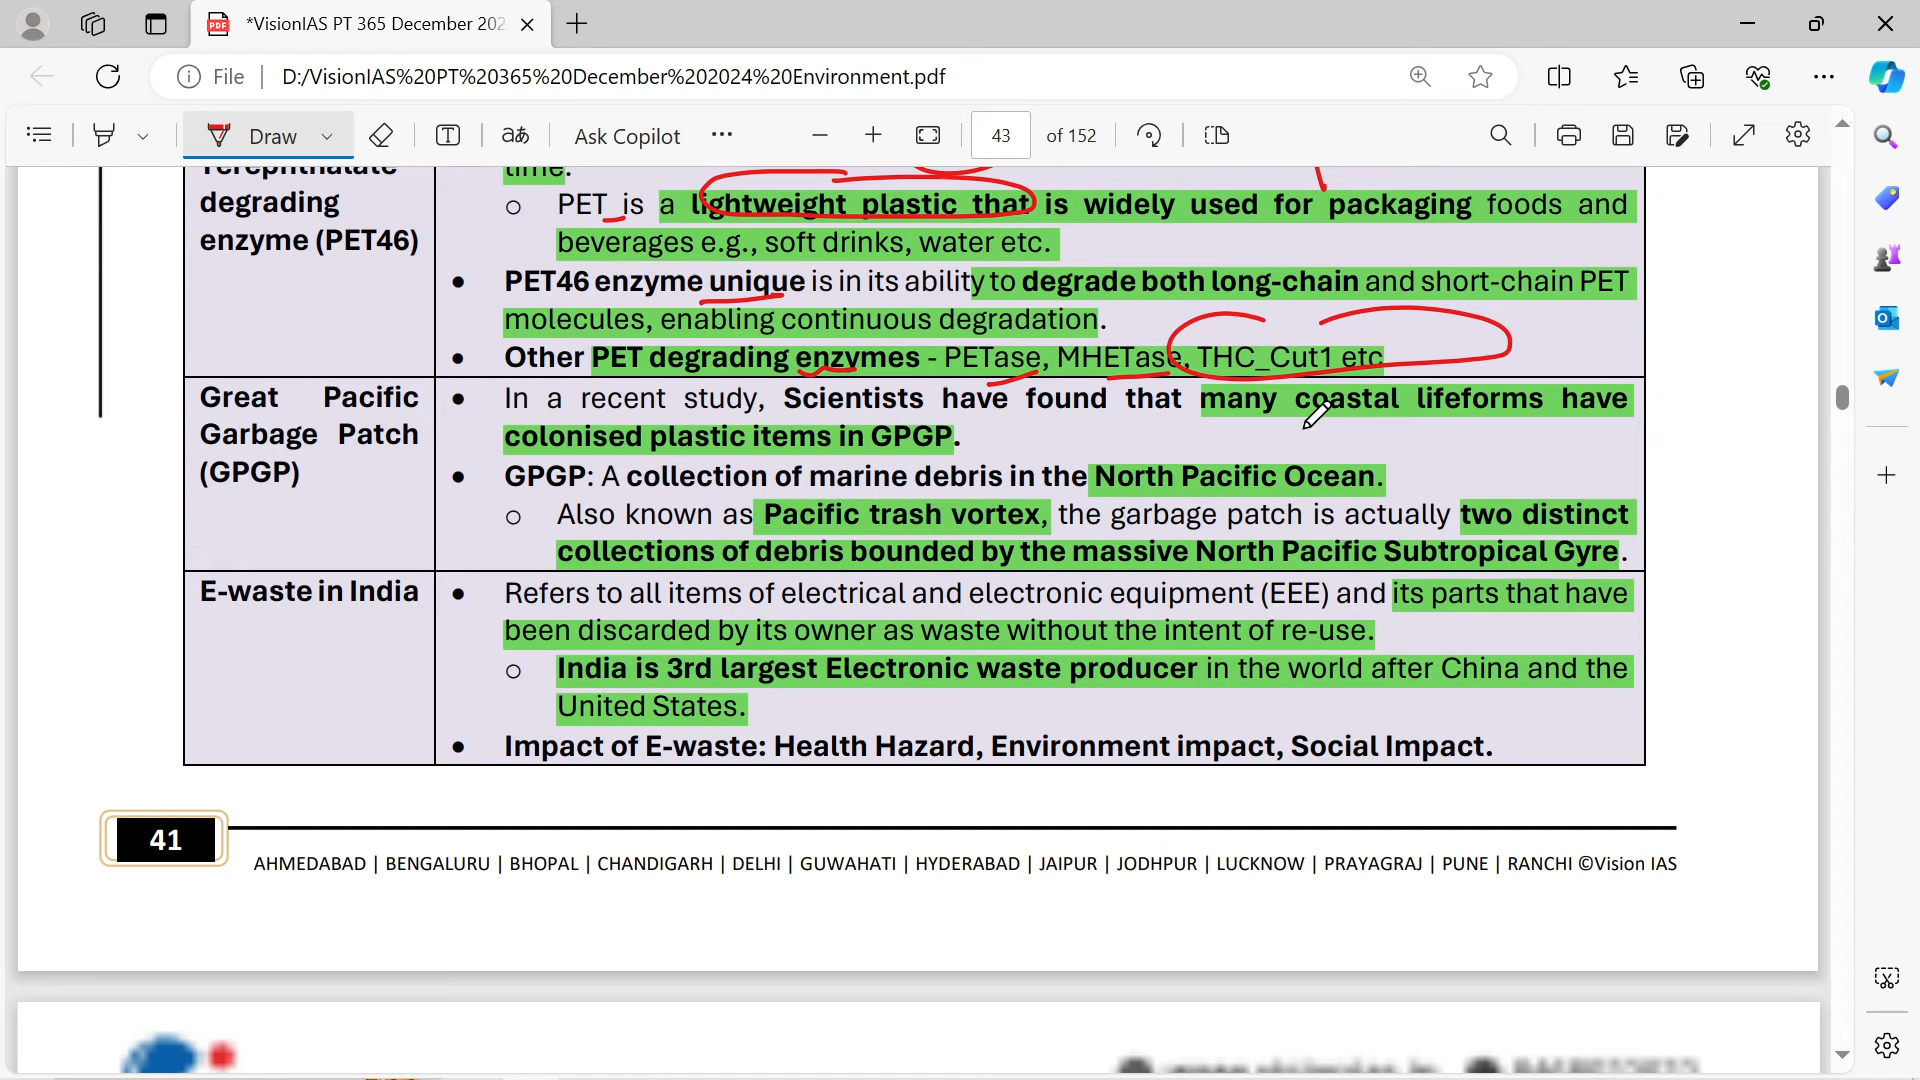 *VisionIAS PT 365 December 202
File
D:/VisionIAS%20PT%20365%20December%202024%20Environment.pdf
Draw
Ask Copilot
43 of 152
Terephthalate
degrading
enzyme (PET46)
time.
o PET is a lightweight plastic that is widely used for packaging foods and
beverages e.g., soft drinks, water etc.
• PET46 enzyme unique is in its ability to degrade both long-chain and short-chain PET
molecules, enabling continuous degradation.
• Other PET degrading enzymes - PETase, MHETase, THC_Cut1 etc
Great Pacific
Garbage Patch
(GPGP)
• In a recent study, Scientists have found that many coastal lifeforms have
colonised plastic items in GPGP.
• GPGP: A collection of marine debris in the North Pacific Ocean.
o Also known as Pacific trash vortex, the garbage patch is actually two distinct
collections of debris bounded by the massive North Pacific Subtropical Gyre.
E-waste in India
• Refers to all items of electrical and electronic equipment (EEE) and its parts that have
been discarded by its owner as waste without the intent of re-use.
o India is 3rd largest Electronic waste producer in the world after China and the
United States.
• Impact of E-waste: Health Hazard, Environment impact, Social Impact.
41
AHMEDABAD | BENGALURU | BHOPAL | CHANDIGARH | DELHI | GUWAHATI | HYDERABAD | JAIPUR | JODHPUR | LUCKNOW | PRAYAGRAJ | PUNE | RANCHI ©Vision IAS